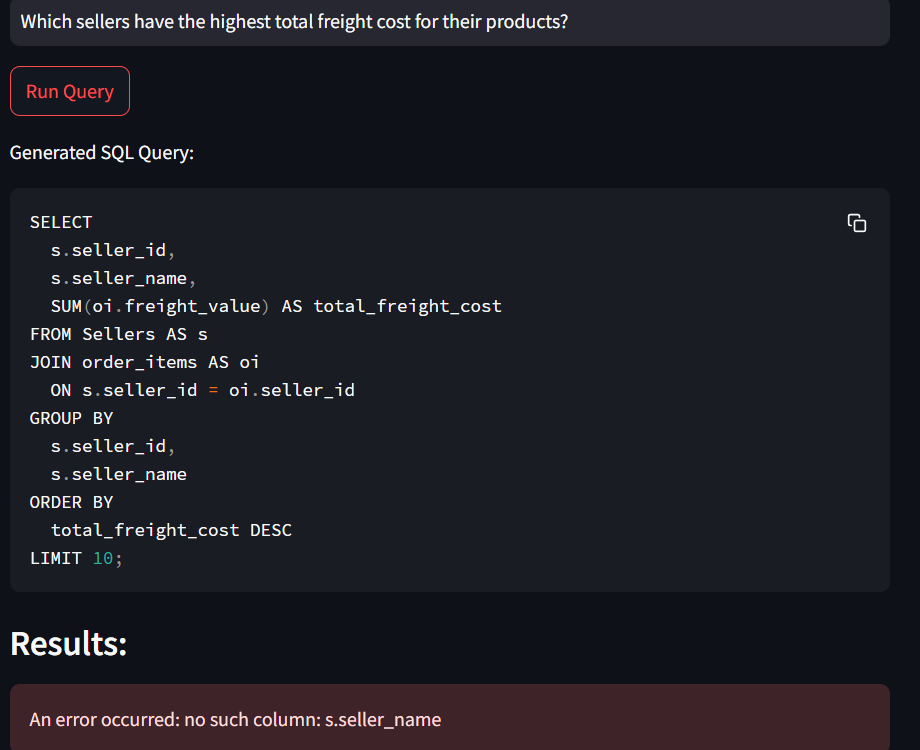 Which sellers have the highest total freight cost for their products?
Run Query
Generated SQL Query:
SELECT
  s.seller_id,
  s.seller_name,
  SUM(oi.freight_value) AS total_freight_cost
FROM Sellers AS s
JOIN order_items AS oi
  ON s.seller_id = oi.seller_id
GROUP BY
  s.seller_id,
  s.seller_name
ORDER BY
  total_freight_cost DESC
LIMIT 10;
Results:
An error occurred: no such column: s.seller_name